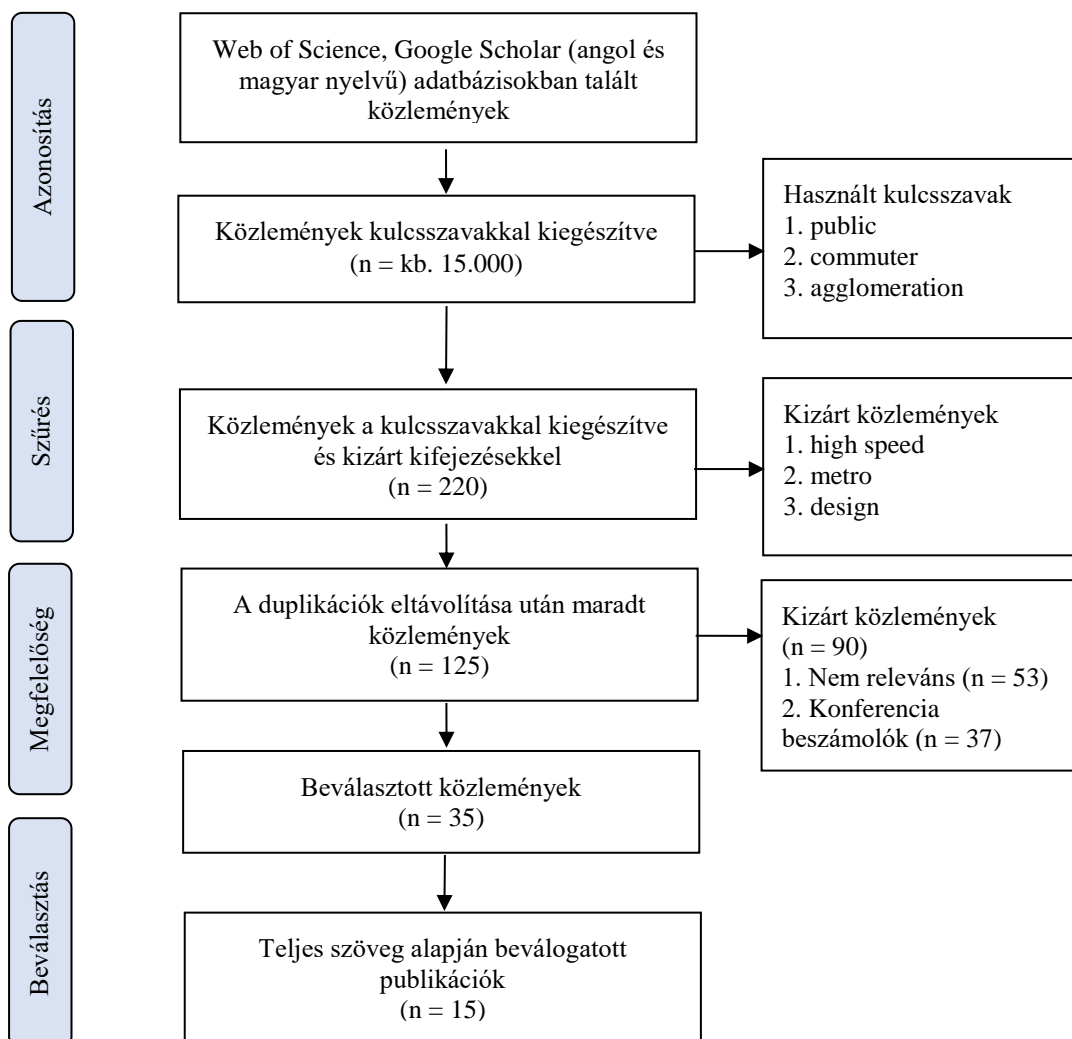 Azonosítás
Web of Science, Google Scholar (angol és
magyar nyelvű) adatbázisokban talált
közlemények
Közlemények kulcsszavakkal kiegészítve
(n = kb. 15.000)
Használt kulcsszavak
1. public
2. commuter
3. agglomeration
Szűrés
Közlemények a kulcsszavakkal kiegészítve
és kizárt kifejezésekkel
(n = 220)
Kizárt közlemények
1. high speed
2. metro
3. design
Megfelelőség
A duplikációk eltávolítása után maradt
közlemények
(n = 125)
Kizárt közlemények
(n = 90)
1. Nem releváns (n = 53)
2. Konferencia
beszámolók (n = 37)
Beválasztott közlemények
(n = 35)
Beválasztás
Teljes szöveg alapján beválogatott
publikációk
(n = 15)